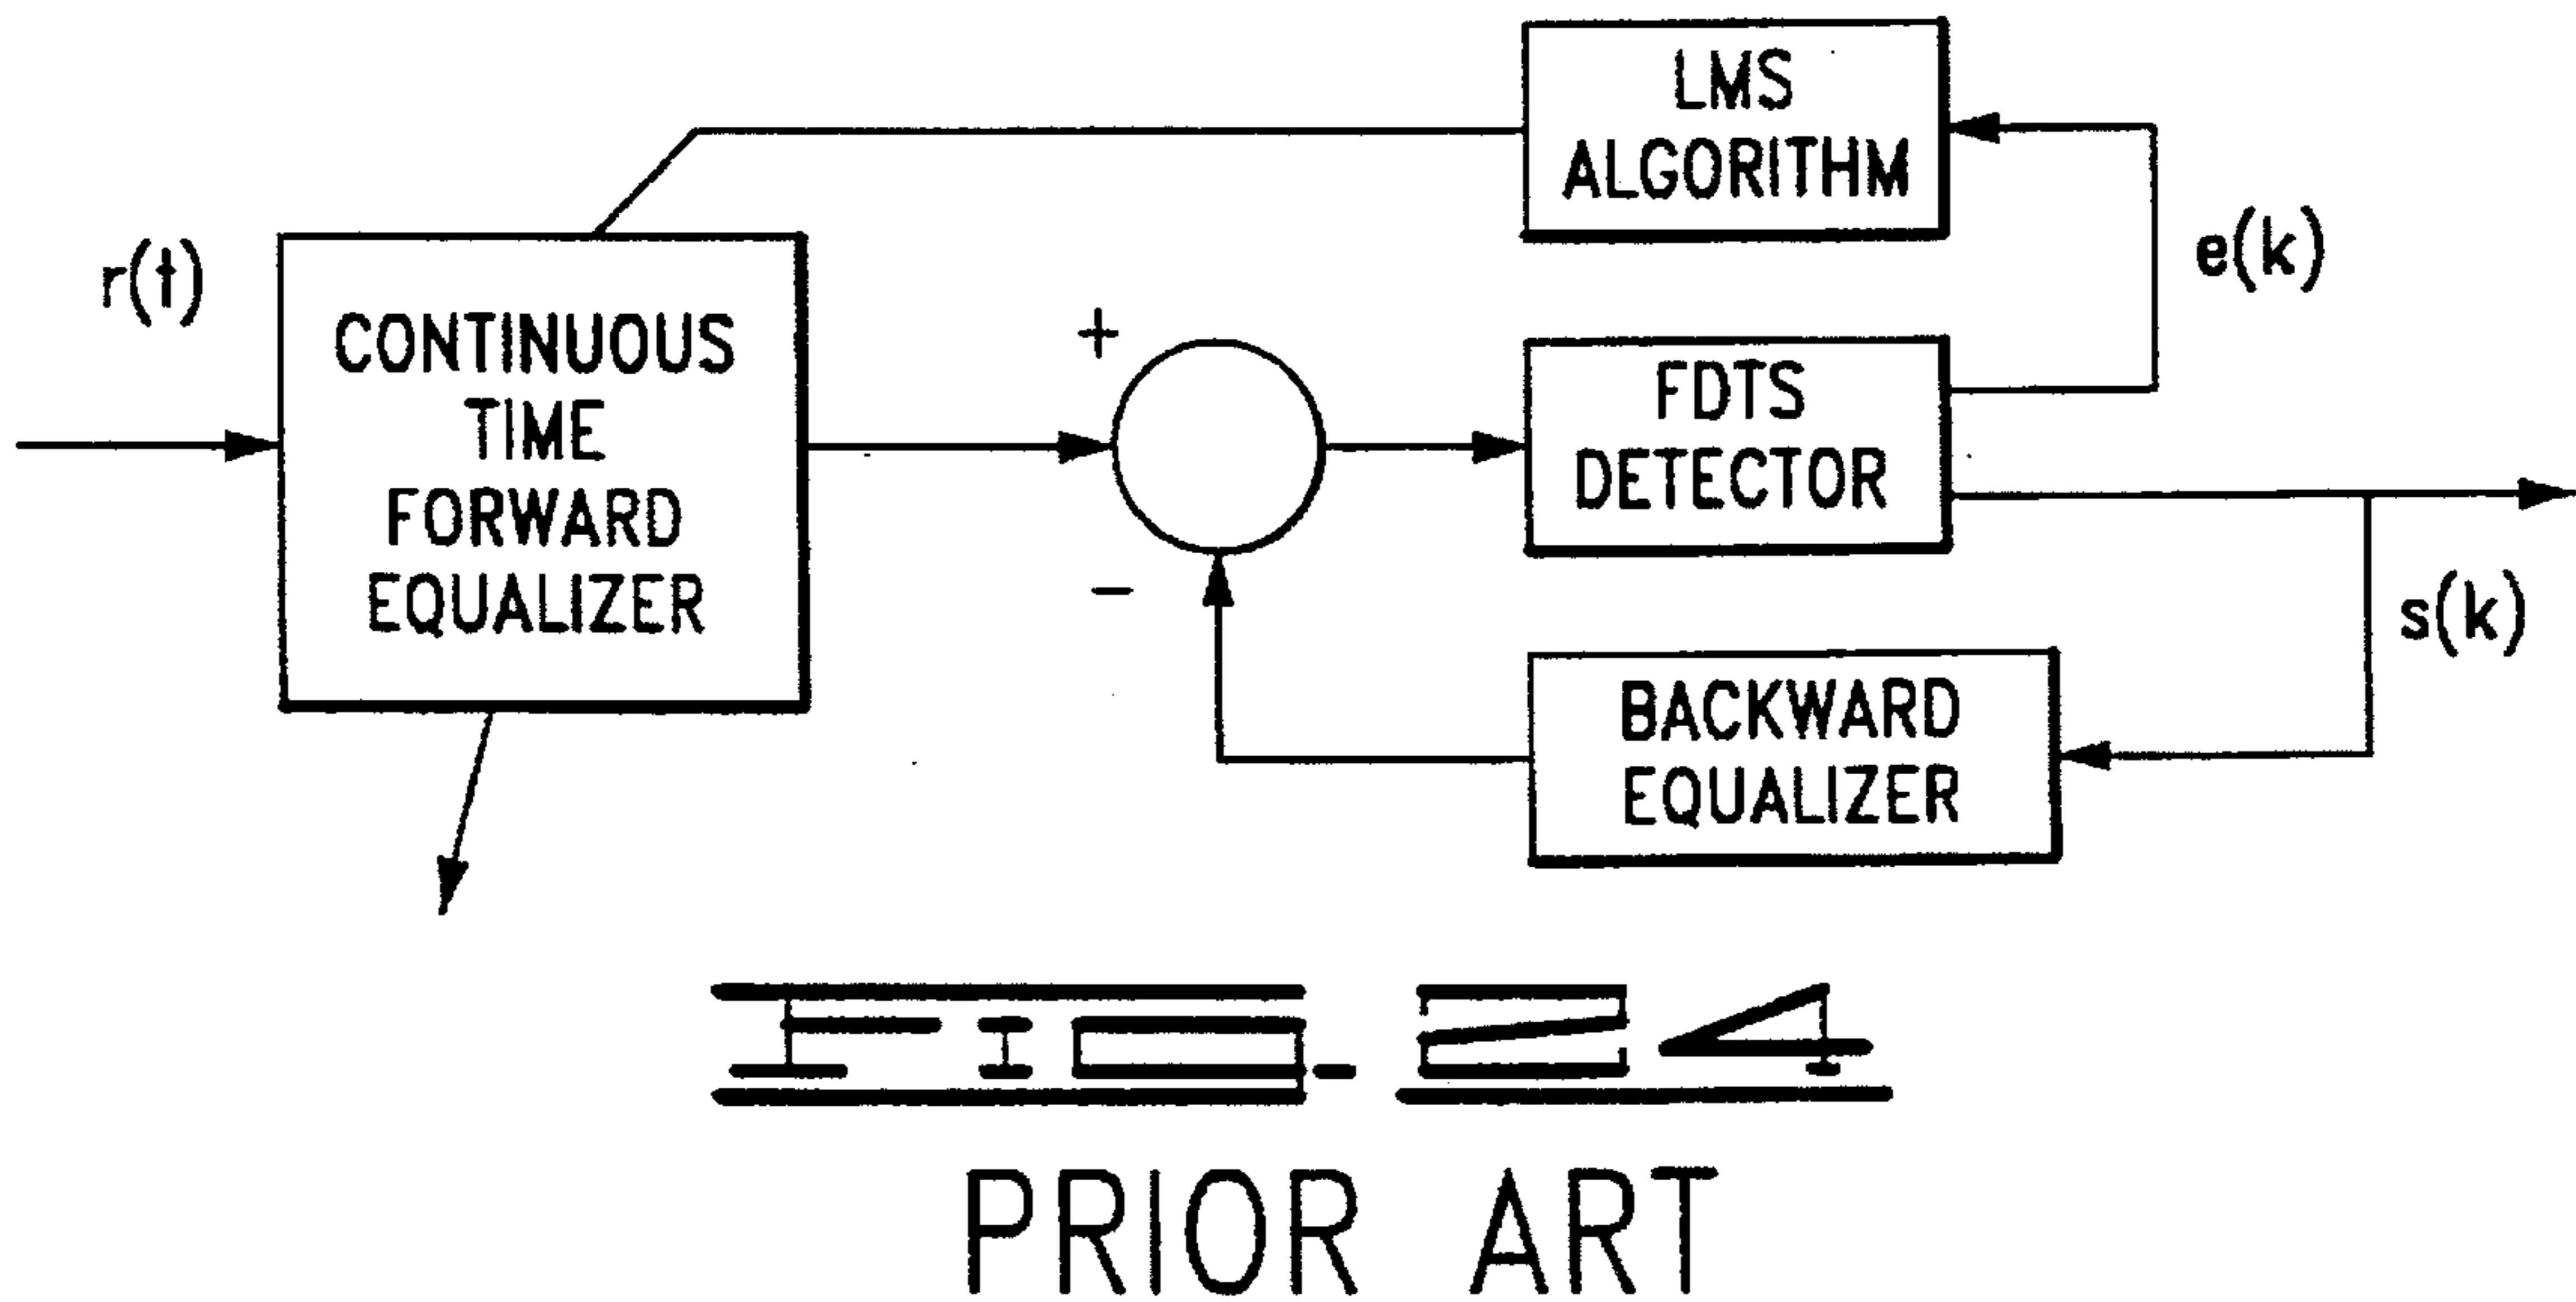 LMS
ALGORITHM
r(t)
e(k)
CONTINUOUS
TIME
FORWARD
EQUALIZER
+
FDTS
DETECTOR
-
s(k)
BACKWARD
EQUALIZER
FIG-24
PRIOR ART